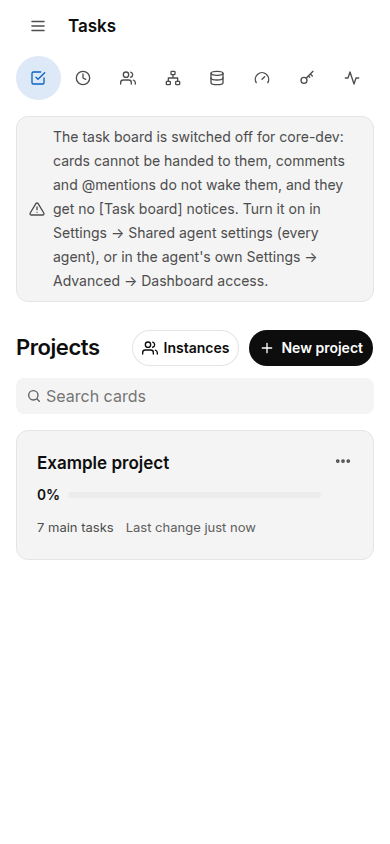 Tasks
The task board is switched off for core-dev:
cards cannot be handed to them, comments
and @mentions do not wake them, and they
get no [Task board] notices. Turn it on in
Settings → Shared agent settings (every
agent), or in the agent's own Settings →
Advanced → Dashboard access.
Projects
Instances
New project
Search cards
Example project
0%
7 main tasks Last change just now